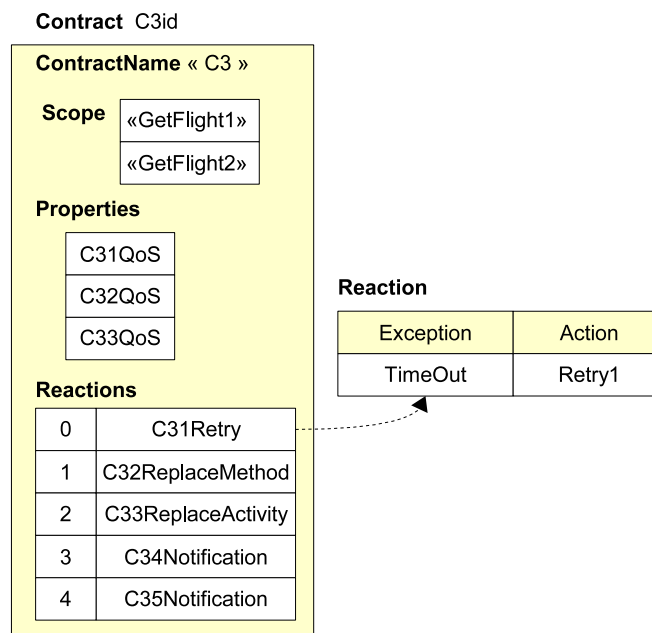 Contract C3id
ContractName « C3 »
Scope
«GetFlight1»
«GetFlight2»
Properties
C31QoS
C32QoS
C33QoS
Reactions
0 C31Retry
1 C32ReplaceMethod
2 C33ReplaceActivity
3 C34Notification
4 C35Notification
Reaction
Exception Action
TimeOut Retry1